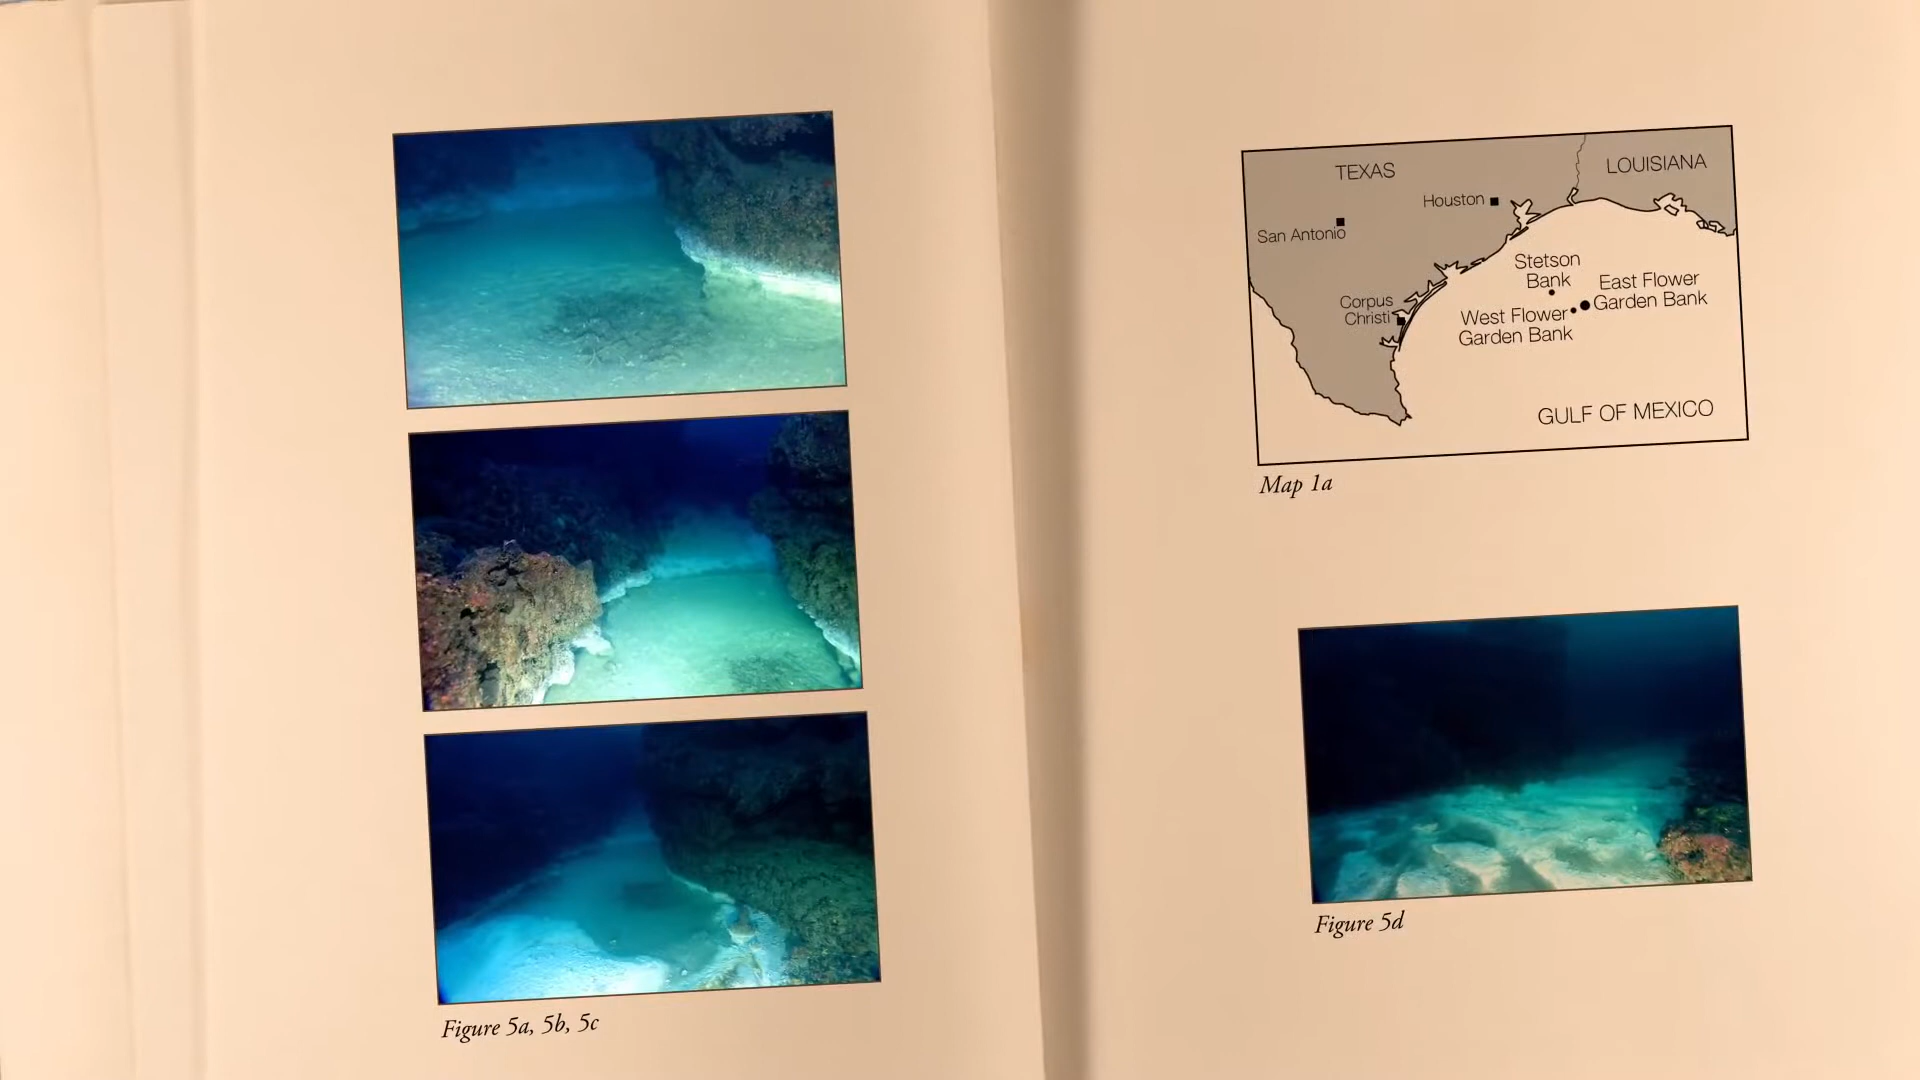 Figure 5a, 5b, 5c
TEXAS
LOUISIANA
Houston
San Antonio
Stetson
Bank
East Flower
Garden Bank
Corpus
Christi
West Flower
Garden Bank
GULF OF MEXICO
Map 1a
Figure 5d